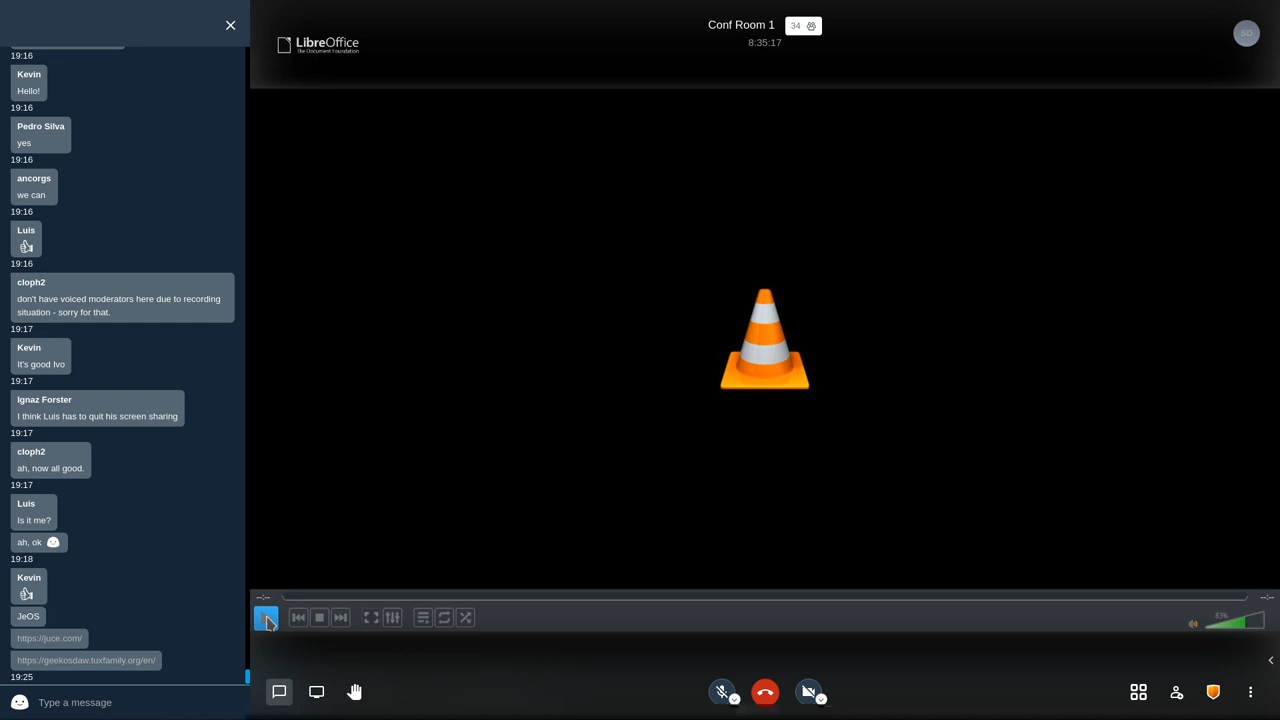 19:16
Kevin
Hello!
19:16
Pedro Silva
yes
19:16
ancorgs
we can
19:16
Luis
19:16
cloph2
don't have voiced moderators here due to recording
situation - sorry for that.
19:17
Kevin
It's good Ivo
19:17
Ignaz Forster
I think Luis has to quit his screen sharing
19:17
cloph2
ah, now all good.
19:17
Luis
Is it me?
ah, ok
19:18
Kevin
JeOS
https://juce.com/
https://geekosdaw.tuxfamily.org/en/
19:25
Type a message
LibreOffice
The Document Foundation
Conf Room 1
34
8:35:17
SD
--:--
--:--
83%